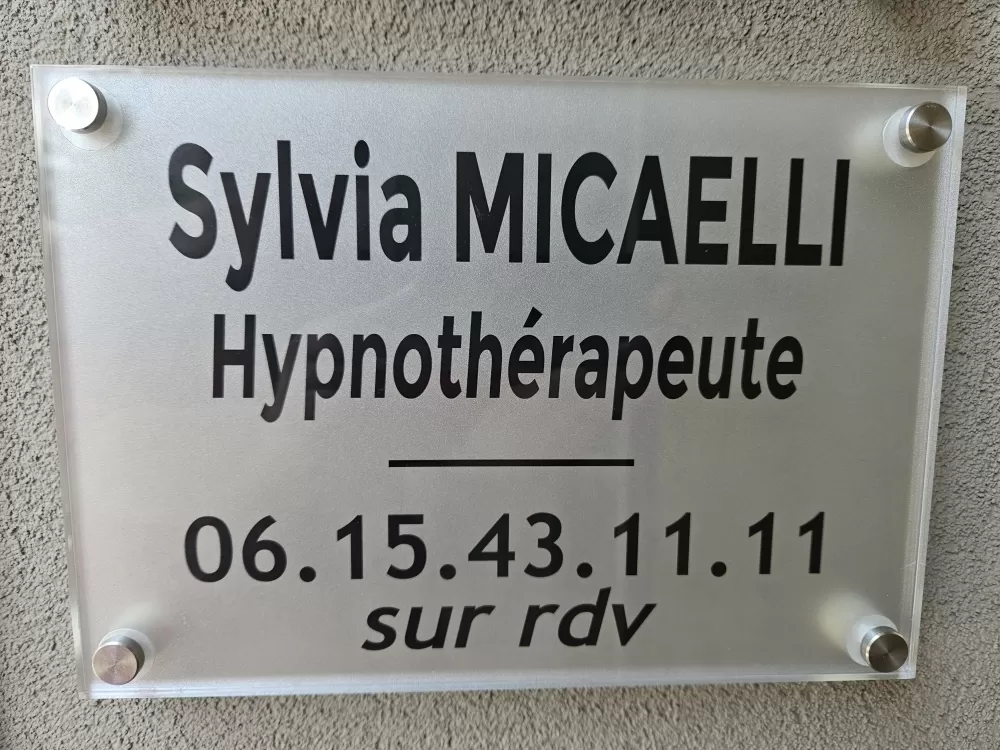 Sylvia MICAELLI
Hypnothérapeute
06.15.43.11.11
sur rdv